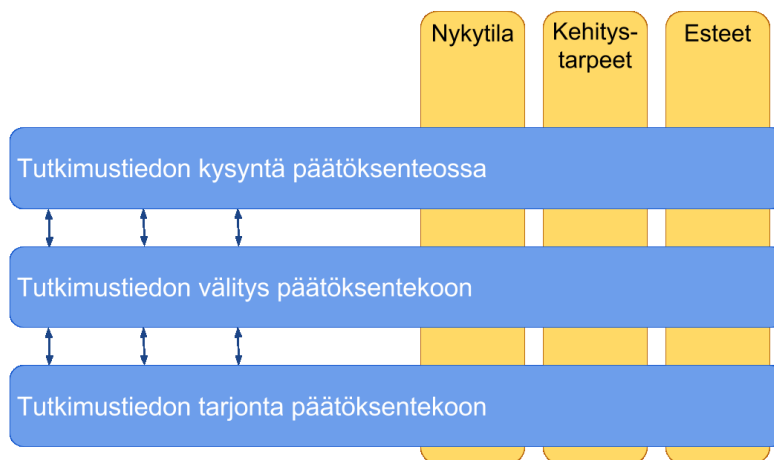 Nykytila
Kehitys-
tarpeet
Esteet
Tutkimustiedon kysyntä päätöksenteossa
Tutkimustiedon välitys päätöksentekoon
Tutkimustiedon tarjonta päätöksentekoon